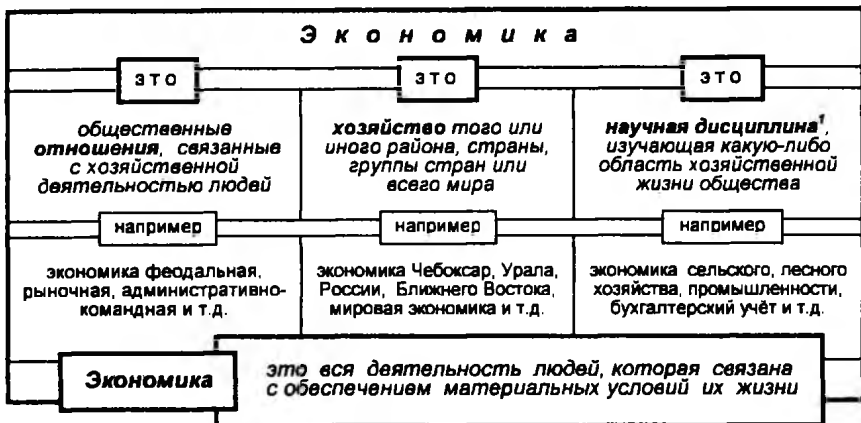 Экономика
это
это
это
общественные
отношения, связанные
с хозяйственной
деятельностью людей
хозяйство того или
иного района, страны,
группы стран или
всего мира
научная дисциплина¹,
изучающая какую-либо
область хозяйственной
жизни общества
например
например
например
экономика феодальная,
рыночная, административно-
командная и т.д.
экономика Чебоксар, Урала,
России, Ближнего Востока,
мировая экономика и т.д.
экономика сельского, лесного
хозяйства, промышленности,
бухгалтерский учёт и т.д.
Экономика
это вся деятельность людей, которая связана
с обеспечением материальных условий их жизни